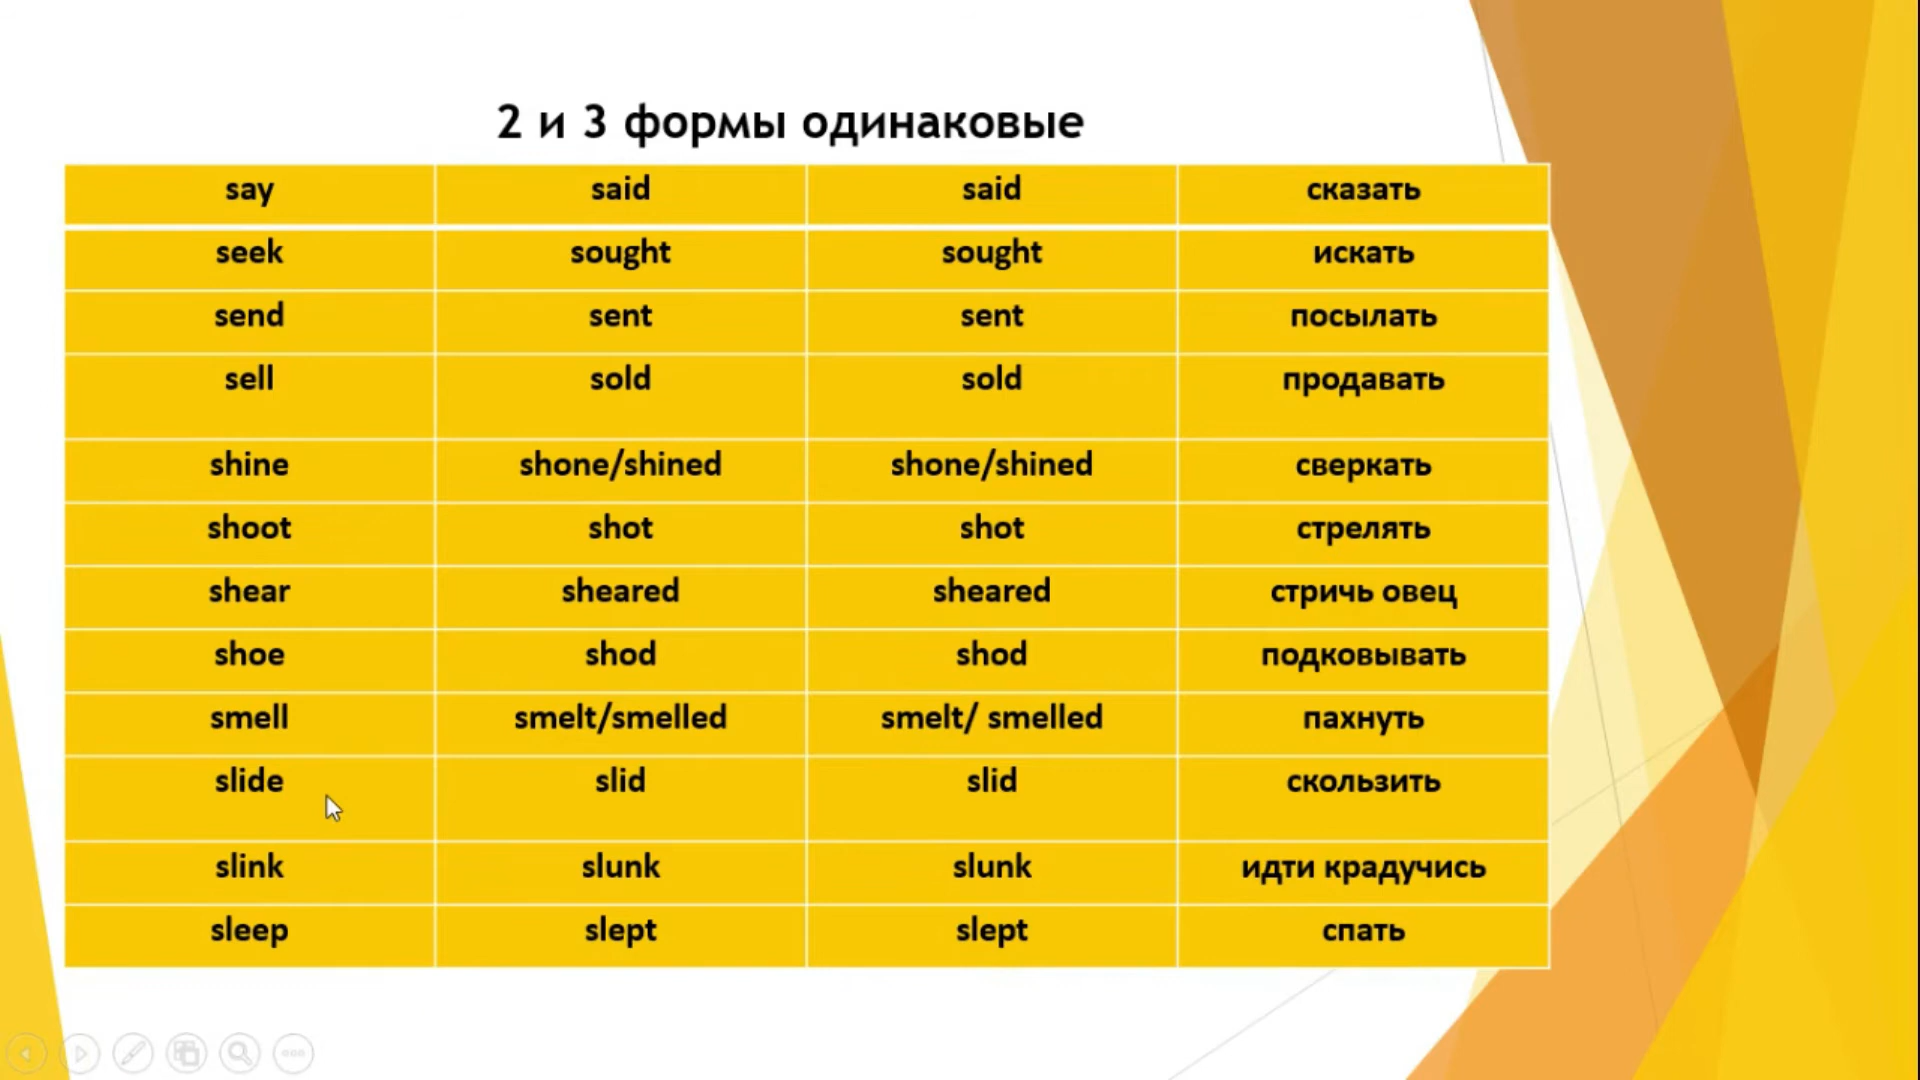 2 и 3 формы одинаковые
say said said сказать
seek sought sought искать
send sent sent посылать
sell sold sold продавать
shine shone/shined shone/shined сверкать
shoot shot shot стрелять
shear sheared sheared стричь овец
shoe shod shod подковывать
smell smelt/smelled smelt/ smelled пахнуть
slide slid slid скользить
slink slunk slunk идти крадучись
sleep slept slept спать